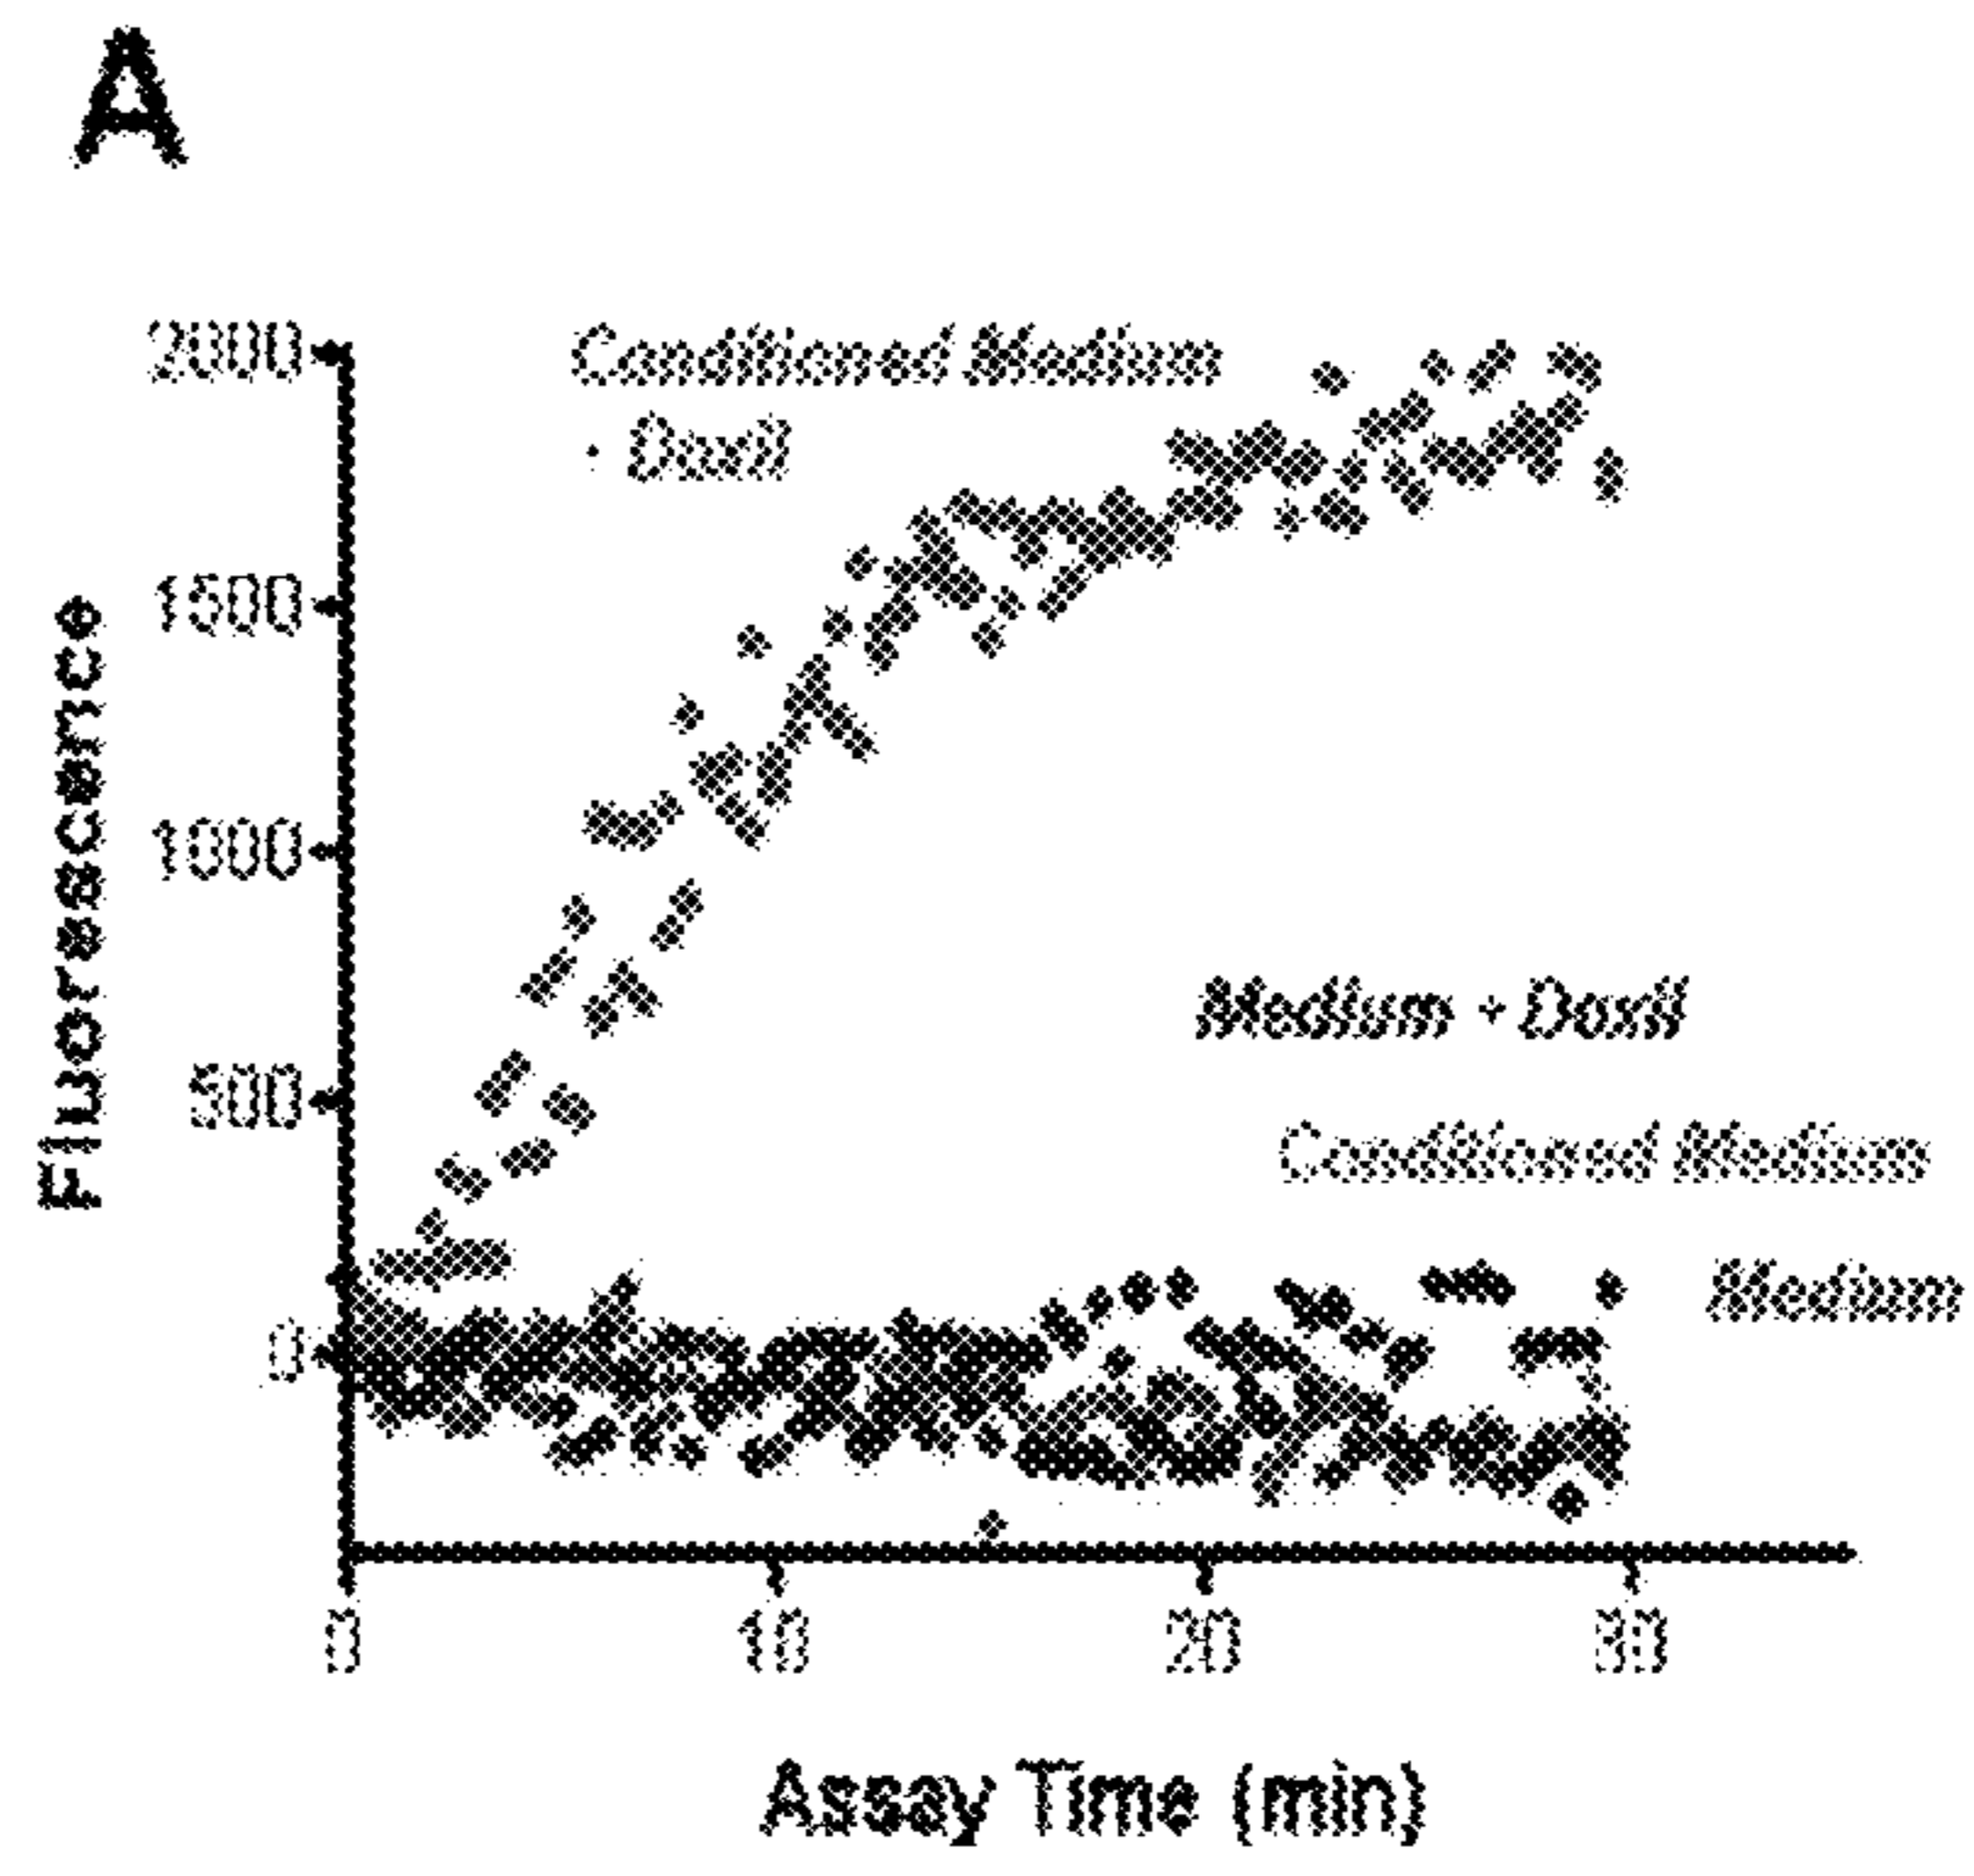 A
2000
Conditioned Medium
+ Doxil
1500
1000
500
0
Fluorescence
Medium + Doxil
Conditioned Medium
Medium
0
10
20
30
Assay Time (min)